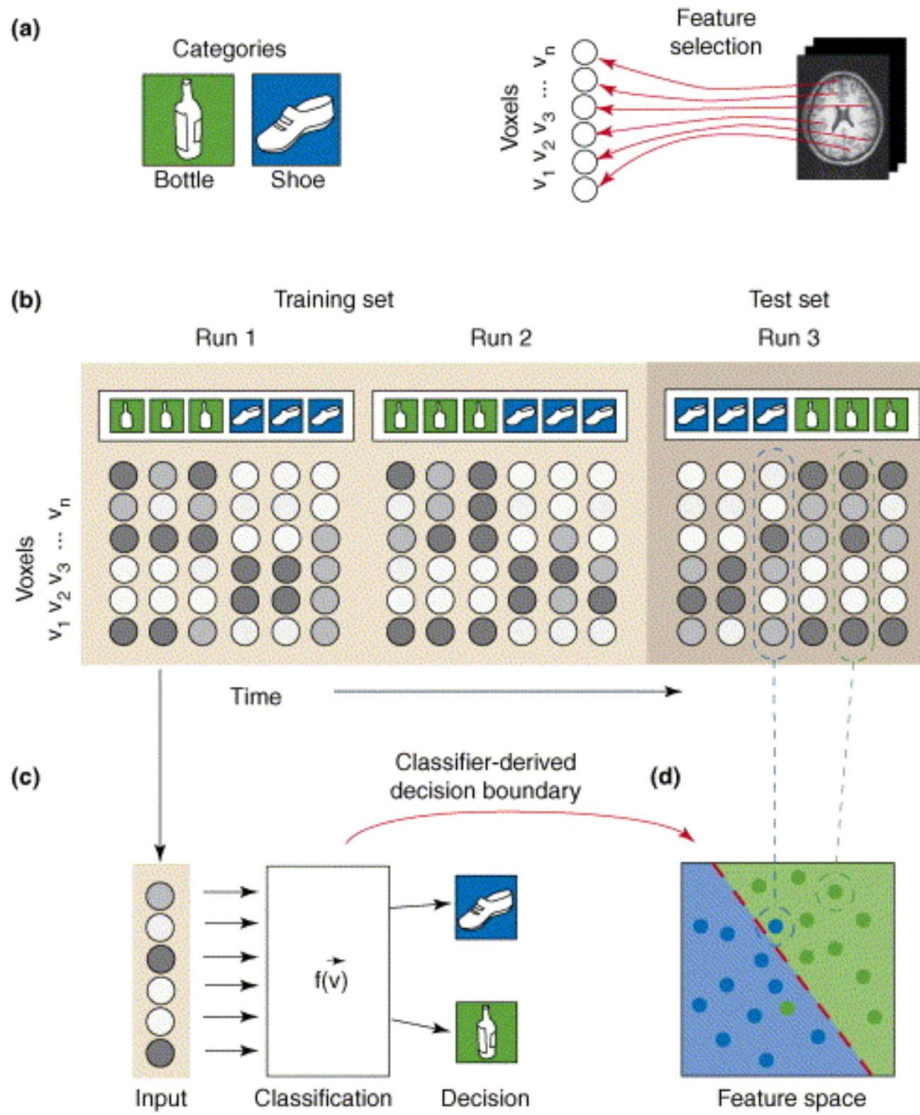 (a)
Categories
Bottle
Shoe
Feature
selection
Voxels
v1 v2 v3 ... vn
(b)
Training set
Test set
Run 1
Run 2
Run 3
Voxels
v1 v2 v3 ... vn
Time
(c)
Classifier-derived
decision boundary
(d)
f(v)
Input
Classification
Decision
Feature space